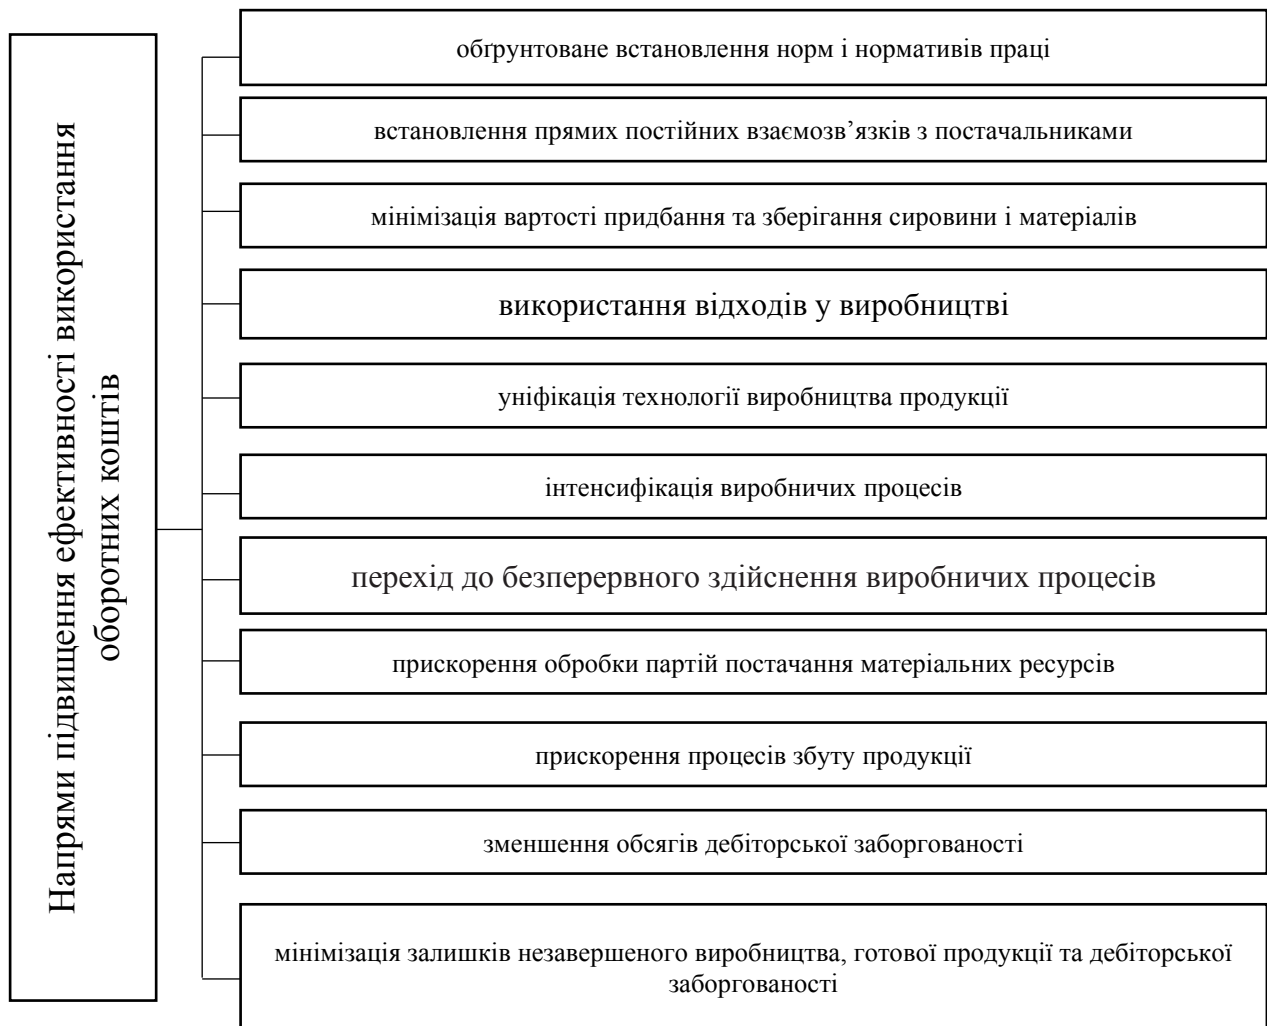 Напрями підвищення ефективності використання
оборотних коштів
обґрунтоване встановлення норм і нормативів праці
встановлення прямих постійних взаємозв’язків з постачальниками
мінімізація вартості придбання та зберігання сировини і матеріалів
використання відходів у виробництві
уніфікація технології виробництва продукції
інтенсифікація виробничих процесів
перехід до безперервного здійснення виробничих процесів
прискорення обробки партій постачання матеріальних ресурсів
прискорення процесів збуту продукції
зменшення обсягів дебіторської заборгованості
мінімізація залишків незавершеного виробництва, готової продукції та дебіторської
заборгованості